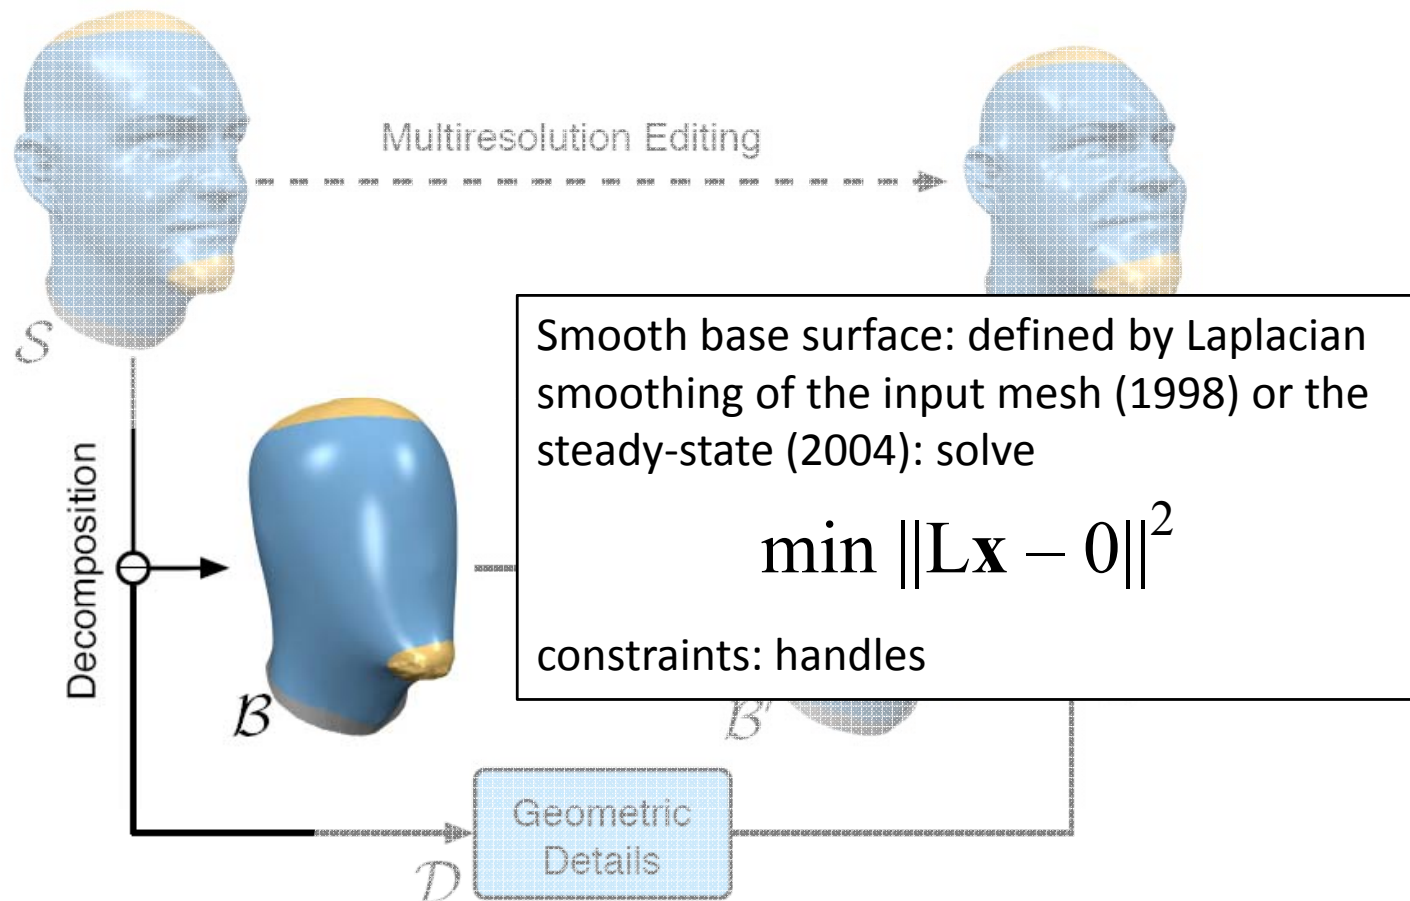 Multiresolution Editing
S
Smooth base surface: defined by Laplacian
smoothing of the input mesh (1998) or the
steady-state (2004): solve
min ||Lx – 0||²
constraints: handles
Decomposition
B
B'
D
Geometric
Details